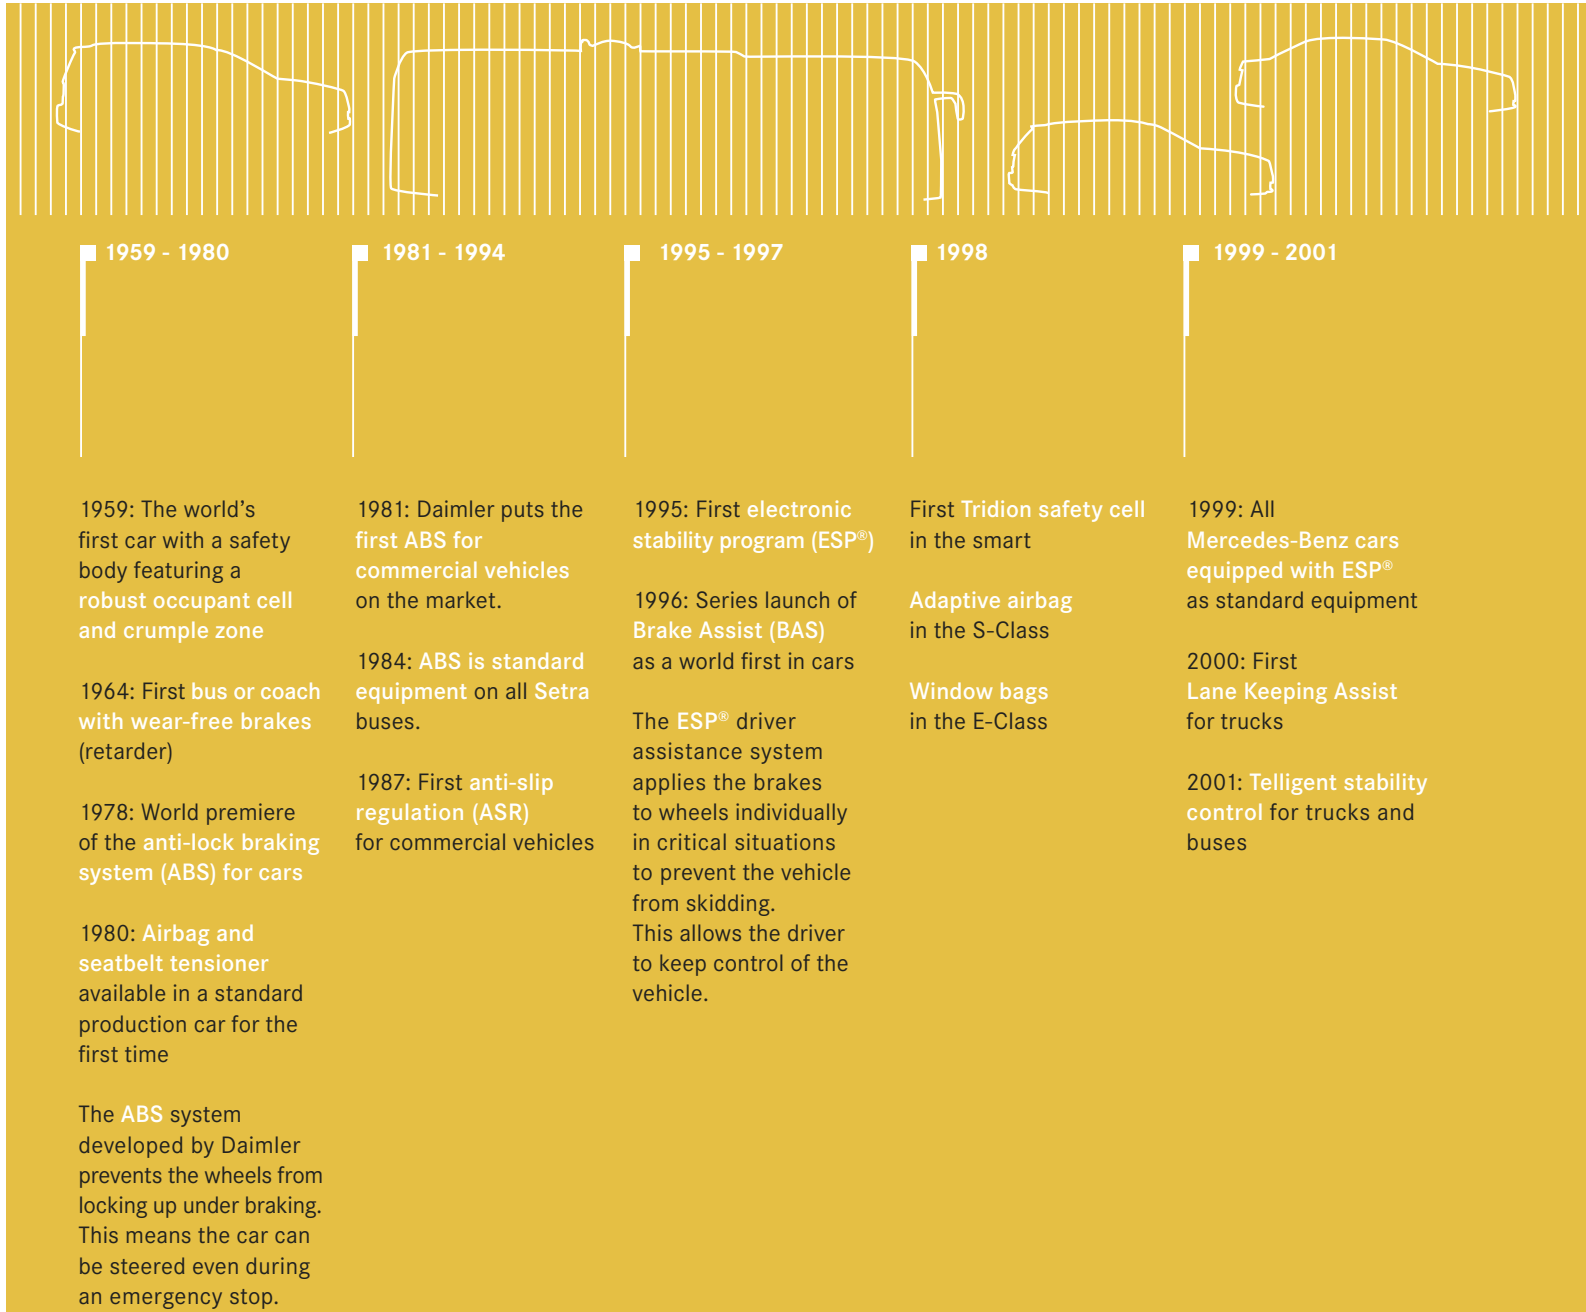 1959 - 1980
1959: The world’s
first car with a safety
body featuring a
robust occupant cell
and crumple zone
1964: First bus or coach
with wear-free brakes
(retarder)
1978: World premiere
of the anti-lock braking
system (ABS) for cars
1980: Airbag and
seatbelt tensioner
available in a standard
production car for the
first time
The ABS system
developed by Daimler
prevents the wheels from
locking up under braking.
This means the car can
be steered even during
an emergency stop.
1981 - 1994
1981: Daimler puts the
first ABS for
commercial vehicles
on the market.
1984: ABS is standard
equipment on all Setra
buses.
1987: First anti-slip
regulation (ASR)
for commercial vehicles
1995 - 1997
1995: First electronic
stability program (ESP®)
1996: Series launch of
Brake Assist (BAS)
as a world first in cars
The ESP® driver
assistance system
applies the brakes
to wheels individually
in critical situations
to prevent the vehicle
from skidding.
This allows the driver
to keep control of the
vehicle.
1998
First Tridion safety cell
in the smart
Adaptive airbag
in the S-Class
Window bags
in the E-Class
1999 - 2001
1999: All
Mercedes-Benz cars
equipped with ESP®
as standard equipment
2000: First
Lane Keeping Assist
for trucks
2001: Telligent stability
control for trucks and
buses